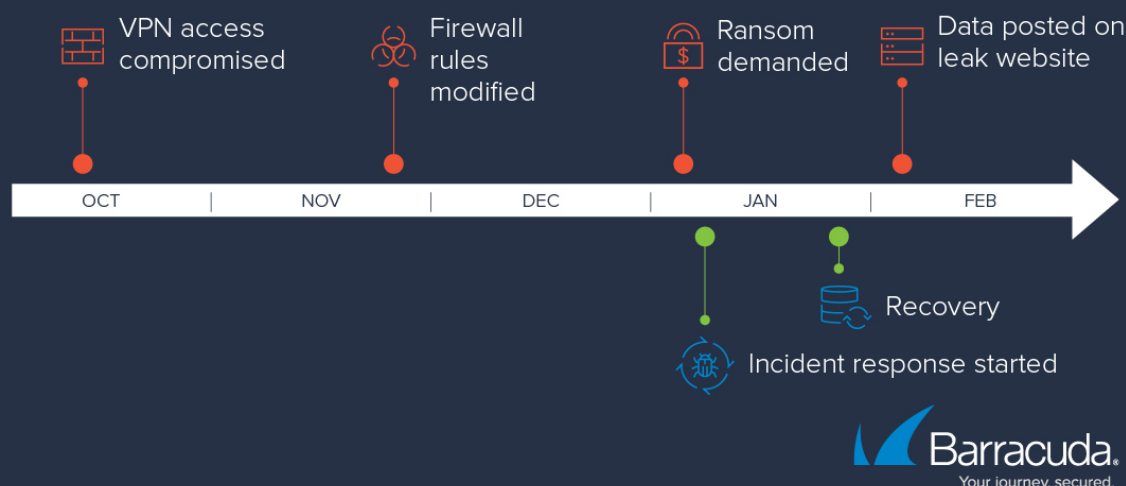 VPN access
compromised
Firewall
rules
modified
Ransom
demanded
$
Data posted on
leak website
OCT
NOV
DEC
JAN
FEB
Recovery
Incident response started
Barracuda®
Your journey, secured.